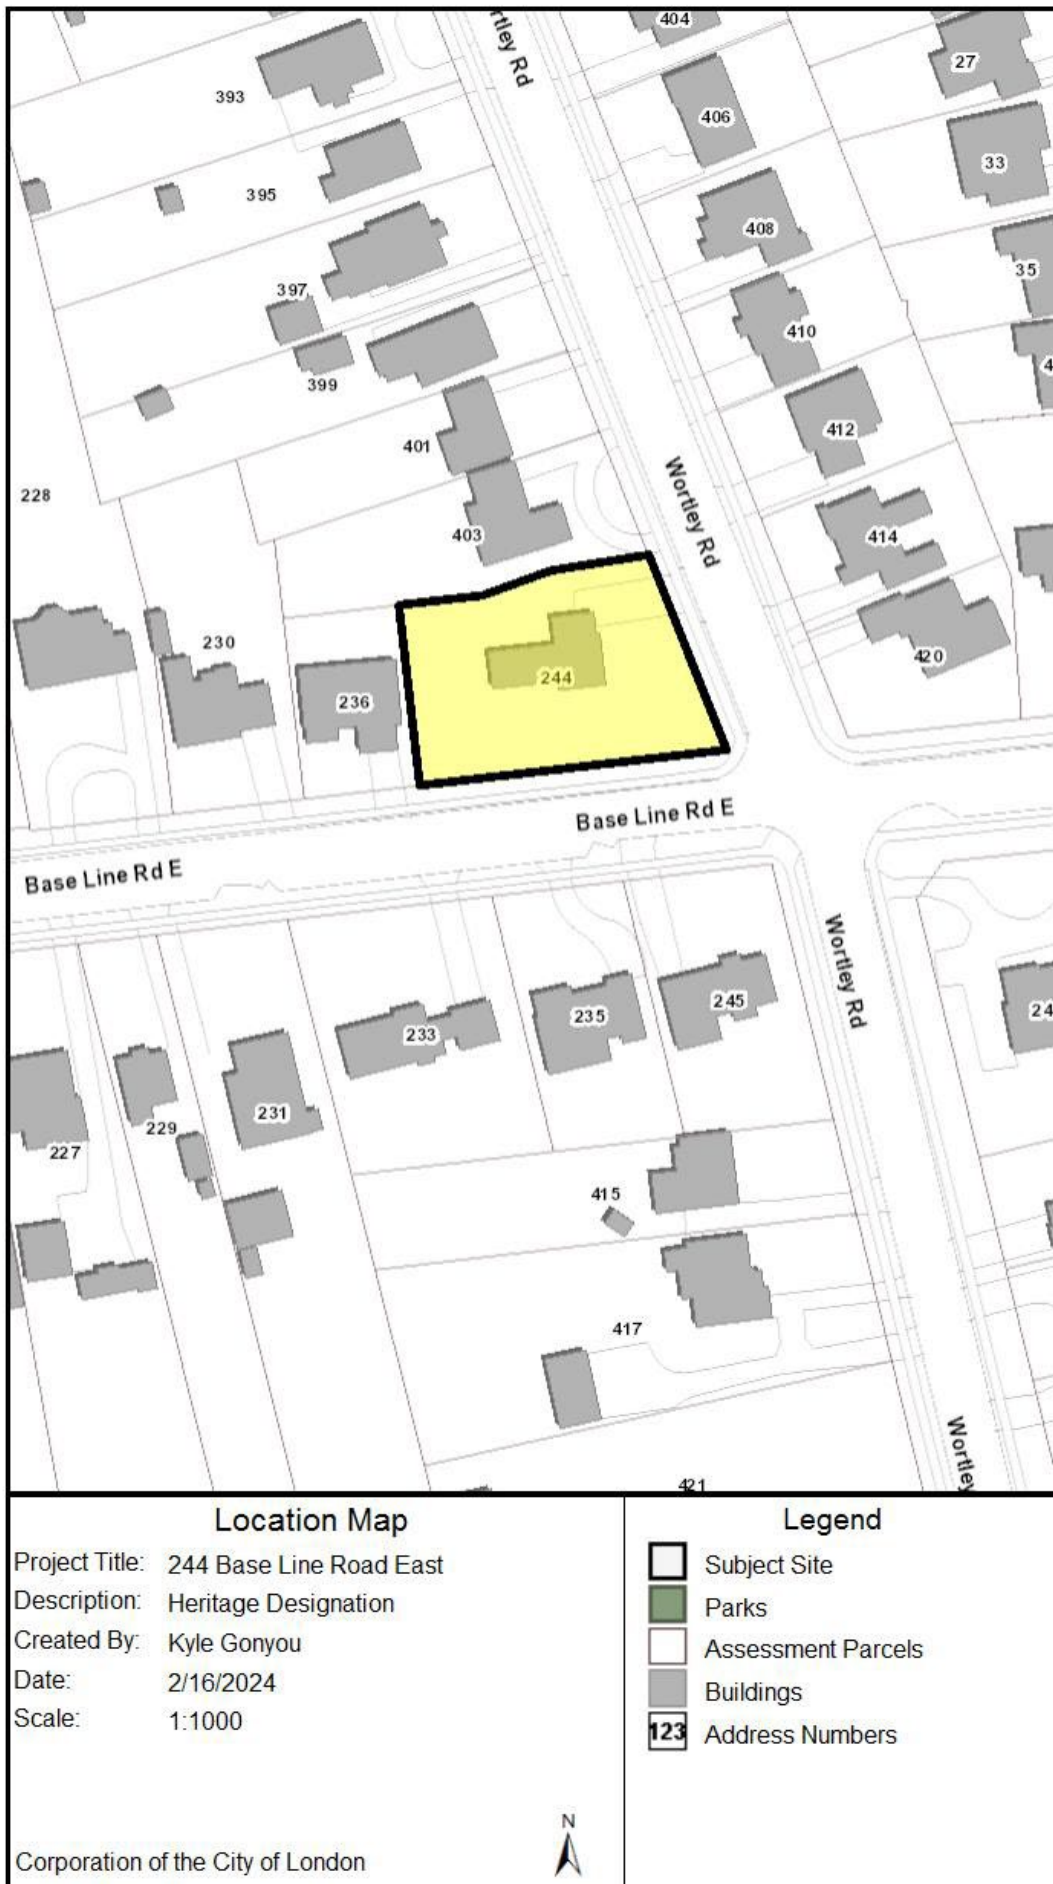 404
rtley Rd
27
393
406
33
395
408
35
397
410
399
412
401
228
Wortley Rd
403
414
230
420
244
236
Base Line Rd E
Base Line Rd E
Wortley Rd
245
235
24
233
231
229
227
415
417
Wortley
421
Location Map
Project Title: 244 Base Line Road East
Description: Heritage Designation
Created By: Kyle Gonyou
Date: 2/16/2024
Scale: 1:1000
N
Corporation of the City of London
Legend
Subject Site
Parks
Assessment Parcels
Buildings
123 Address Numbers